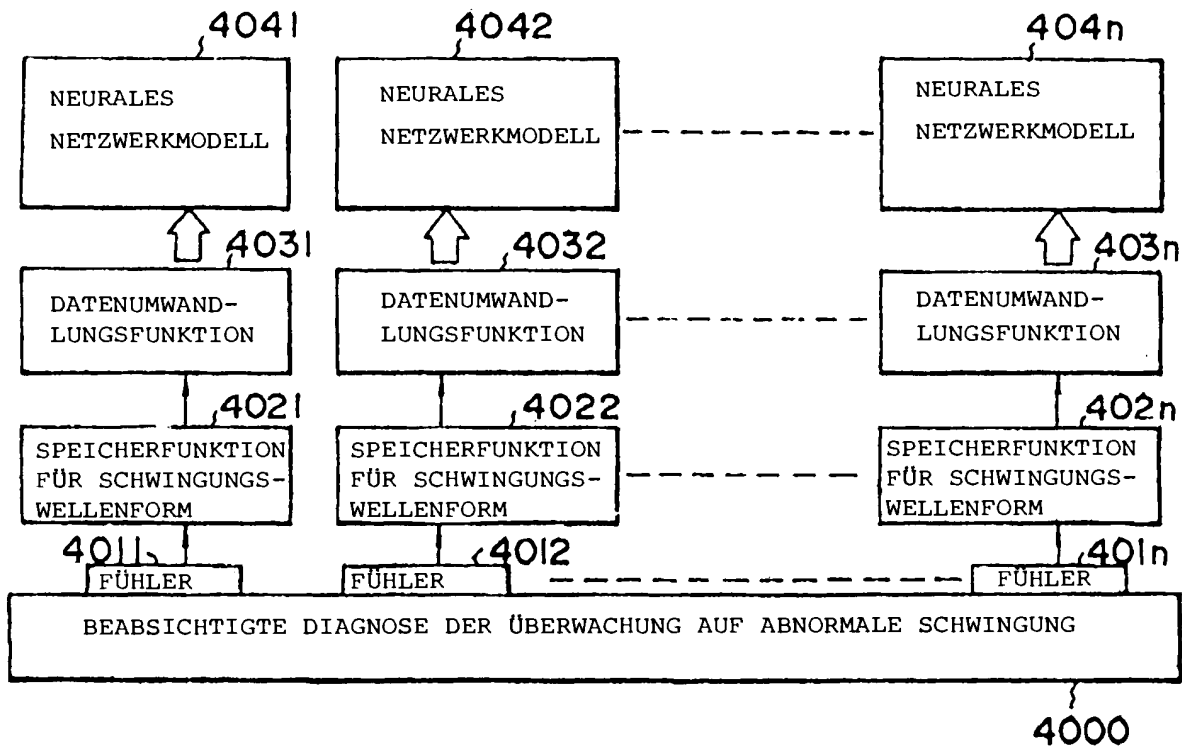 4041
4042
404n
NEURALES
NETZWERKMODELL
NEURALES
NETZWERKMODELL
NEURALES
NETZWERKMODELL
4031
4032
403n
DATENUMWAND-
LUNGSFUNKTION
DATENUMWAND-
LUNGSFUNKTION
DATENUMWAND-
LUNGSFUNKTION
4021
4022
402n
SPEICHERFUNKTION
FÜR SCHWINGUNGS-
WELLENFORM
SPEICHERFUNKTION
FÜR SCHWINGUNGS-
WELLENFORM
SPEICHERFUNKTION
FÜR SCHWINGUNGS-
WELLENFORM
4011
4012
401n
FÜHLER
FÜHLER
FÜHLER
BEABSICHTIGTE DIAGNOSE DER ÜBERWACHUNG AUF ABNORMALE SCHWINGUNG
4000